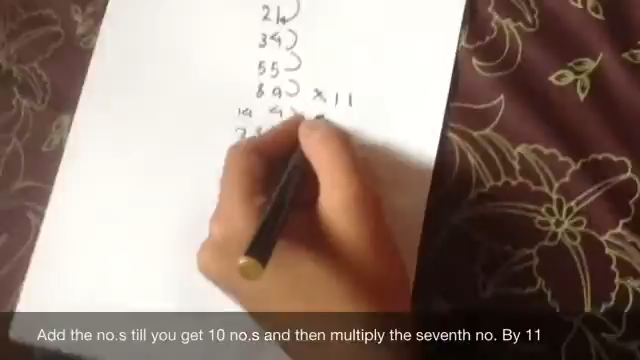 21
34
55
89 x11
Add the no.s till you get 10 no.s and then multiply the seventh no. By 11